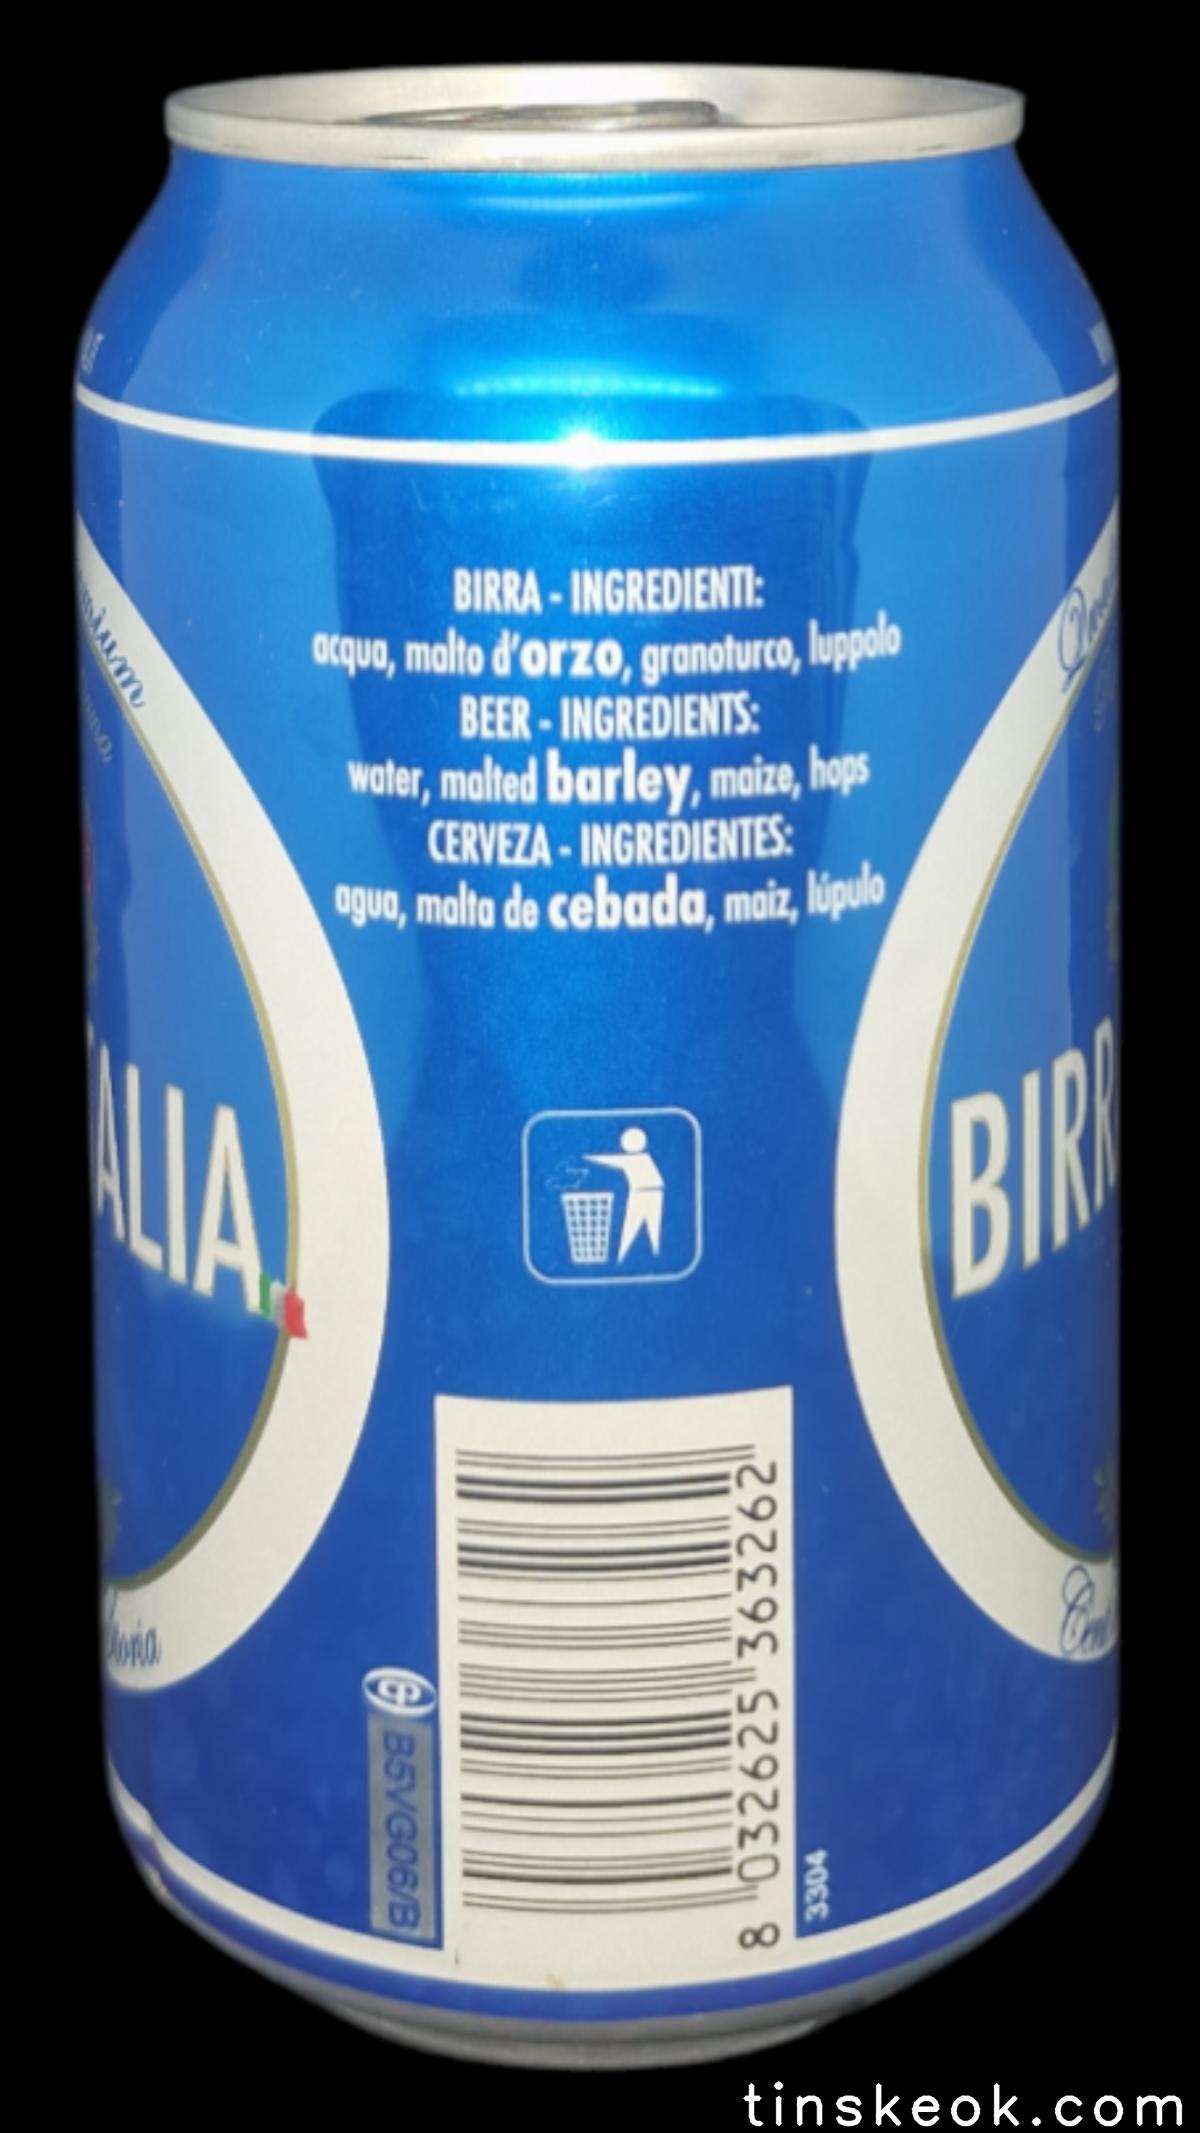 BIRRA - INGREDIENTI:
acqua, malto d'orzo, granoturco, luppolo
BEER - INGREDIENTS:
water, malted barley, maize, hops
CERVEZA - INGREDIENTES:
agua, malta de cebada, maiz, lúpulo
TALIA
BIRR
8 032625 363262
B5VG06/B
3304
tinskeok.com